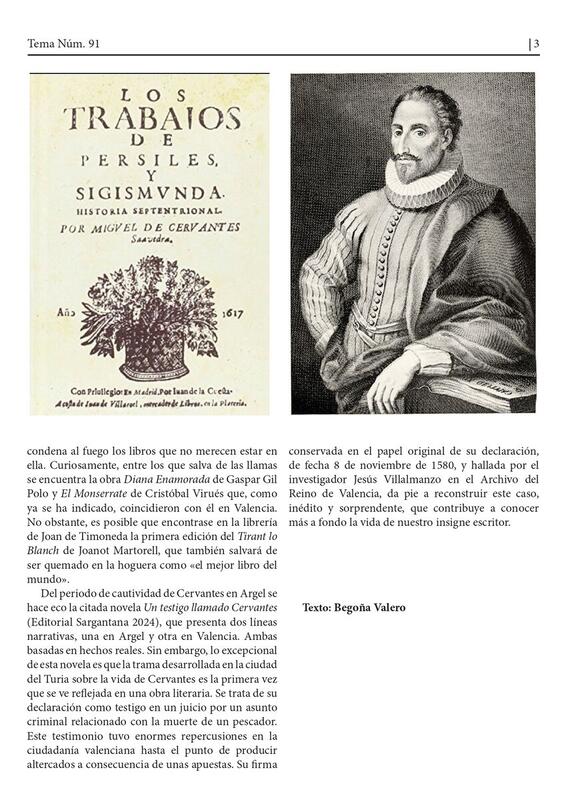 Tema Núm. 91
|3
LOS
TRABAIOS
DE
PERSILES,
Y
SIGISMVNDA.
HISTORIA SEPTENTRIONAL.
POR MIGVEL DE CERVANTES
Saauedra.
Año 1617
Con Priuilegio: En Madrid. Por Iuan de la Cuesta.
A costa de Iuan de Villarroel, mercader de Libros, en la Plateria.
condena al fuego los libros que no merecen estar en
ella. Curiosamente, entre los que salva de las llamas
se encuentra la obra Diana Enamorada de Gaspar Gil
Polo y El Monserrate de Cristóbal Virués que, como
ya se ha indicado, coincidieron con él en Valencia.
No obstante, es posible que encontrase en la librería
de Joan de Timoneda la primera edición del Tirant lo
Blanch de Joanot Martorell, que también salvará de
ser quemado en la hoguera como «el mejor libro del
mundo».
Del periodo de cautividad de Cervantes en Argel se
hace eco la citada novela Un testigo llamado Cervantes
(Editorial Sargantana 2024), que presenta dos líneas
narrativas, una en Argel y otra en Valencia. Ambas
basadas en hechos reales. Sin embargo, lo excepcional
de esta novela es que la trama desarrollada en la ciudad
del Turia sobre la vida de Cervantes es la primera vez
que se ve reflejada en una obra literaria. Se trata de su
declaración como testigo en un juicio por un asunto
criminal relacionado con la muerte de un pescador.
Este testimonio tuvo enormes repercusiones en la
ciudadanía valenciana hasta el punto de producir
altercados a consecuencia de unas apuestas. Su firma
conservada en el papel original de su declaración,
de fecha 8 de noviembre de 1580, y hallada por el
investigador Jesús Villalmanzo en el Archivo del
Reino de Valencia, da pie a reconstruir este caso,
inédito y sorprendente, que contribuye a conocer
más a fondo la vida de nuestro insigne escritor.
Texto: Begoña Valero